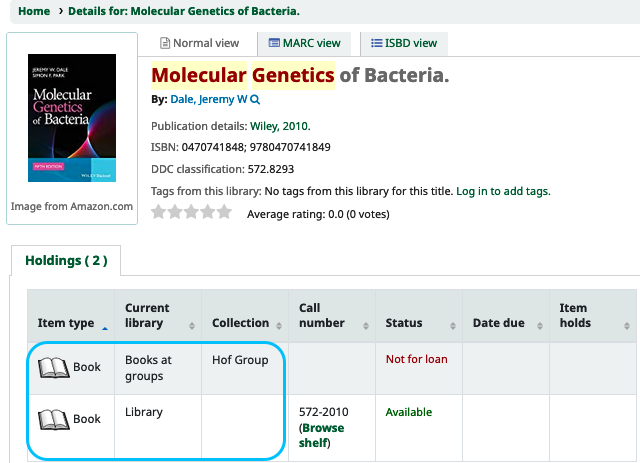 Home > Details for: Molecular Genetics of Bacteria.
Normal view MARC view ISBD view
JEREMY W. DALE
SIMON F. PARK
Molecular
Genetics
of Bacteria
FIFTH EDITION
WILEY
Image from Amazon.com
Molecular Genetics of Bacteria.
By: Dale, Jeremy W
Publication details: Wiley, 2010.
ISBN: 0470741848; 9780470741849
DDC classification: 572.8293
Tags from this library: No tags from this library for this title. Log in to add tags.
Average rating: 0.0 (0 votes)
Holdings ( 2 )
Item type Current library Collection Call number Status Date due Item holds
Book Books at groups Hof Group Not for loan
Book Library 572-2010 (Browse shelf) Available